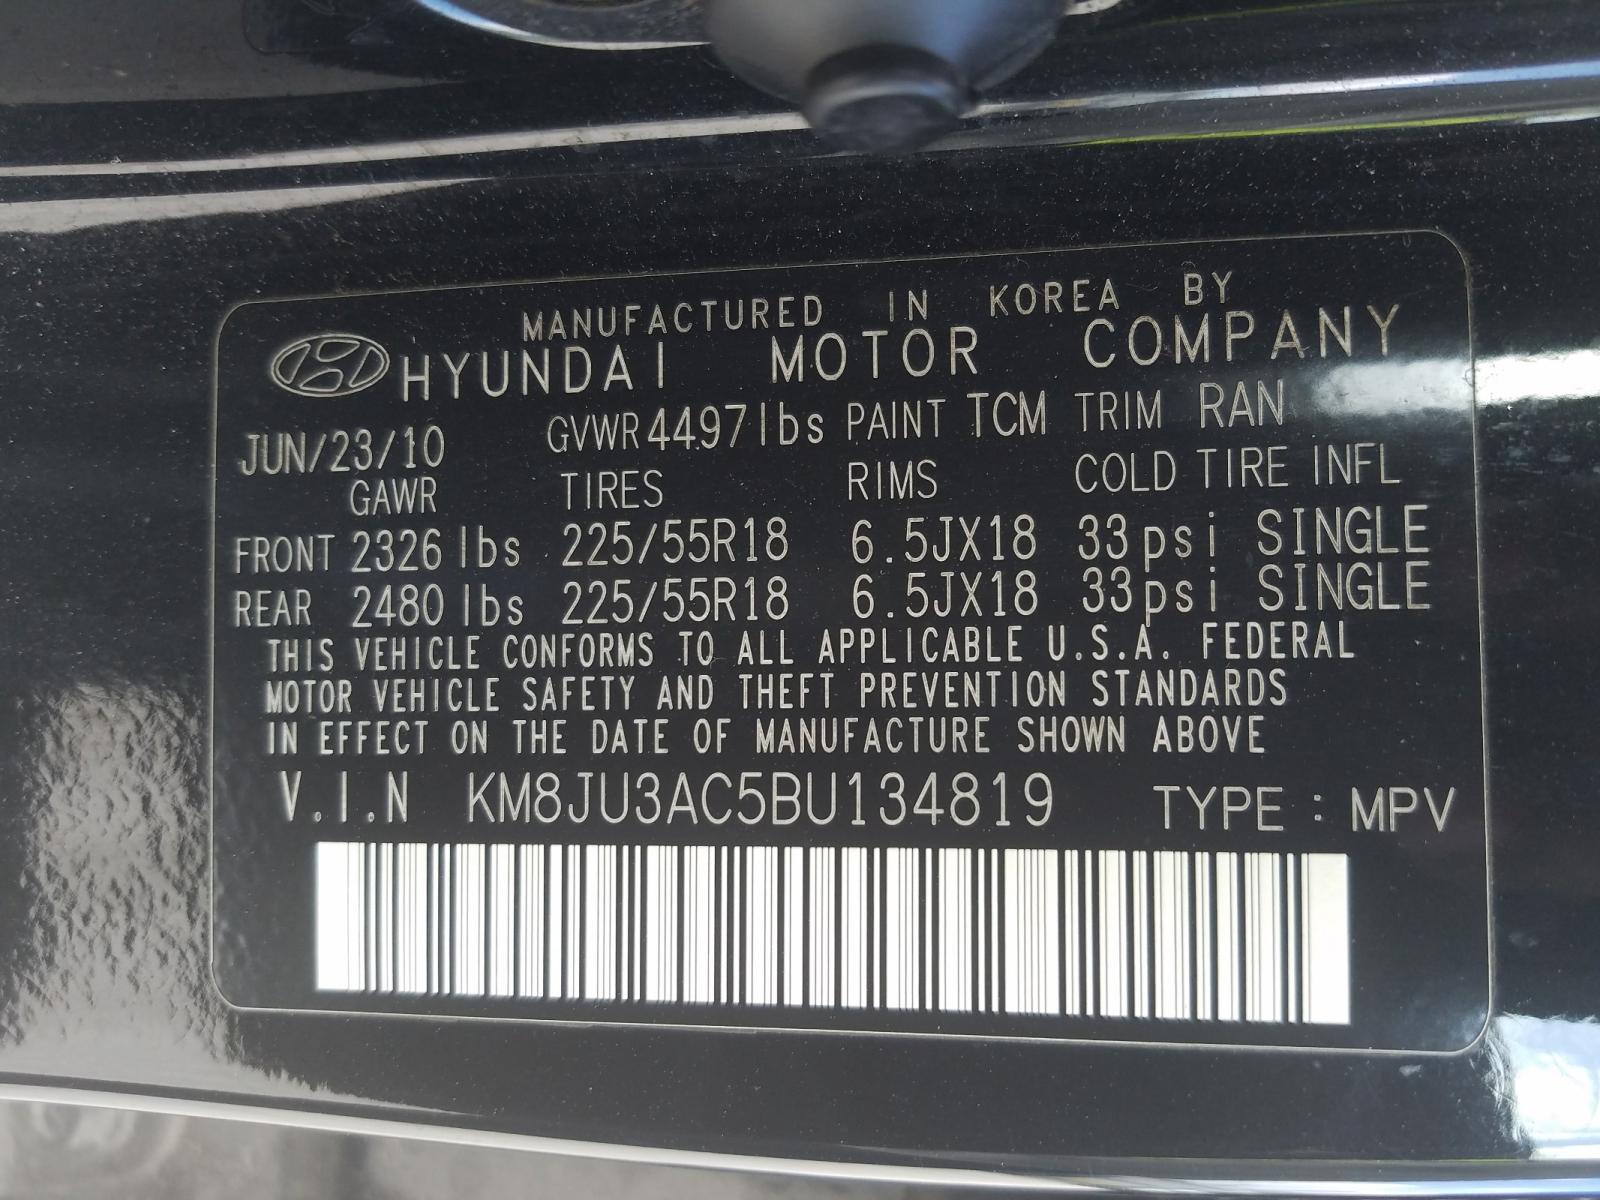 MANUFACTURED IN KOREA BY
HYUNDAI MOTOR COMPANY
JUN/23/10 GVWR 4497lbs PAINT TCM TRIM RAN
GAWR TIRES RIMS COLD TIRE INFL
FRONT 2326 lbs 225/55R18 6.5JX18 33psi SINGLE
REAR 2480 lbs 225/55R18 6.5JX18 33psi SINGLE
THIS VEHICLE CONFORMS TO ALL APPLICABLE U.S.A. FEDERAL
MOTOR VEHICLE SAFETY AND THEFT PREVENTION STANDARDS
IN EFFECT ON THE DATE OF MANUFACTURE SHOWN ABOVE
V.I.N KM8JU3AC5BU134819 TYPE : MPV